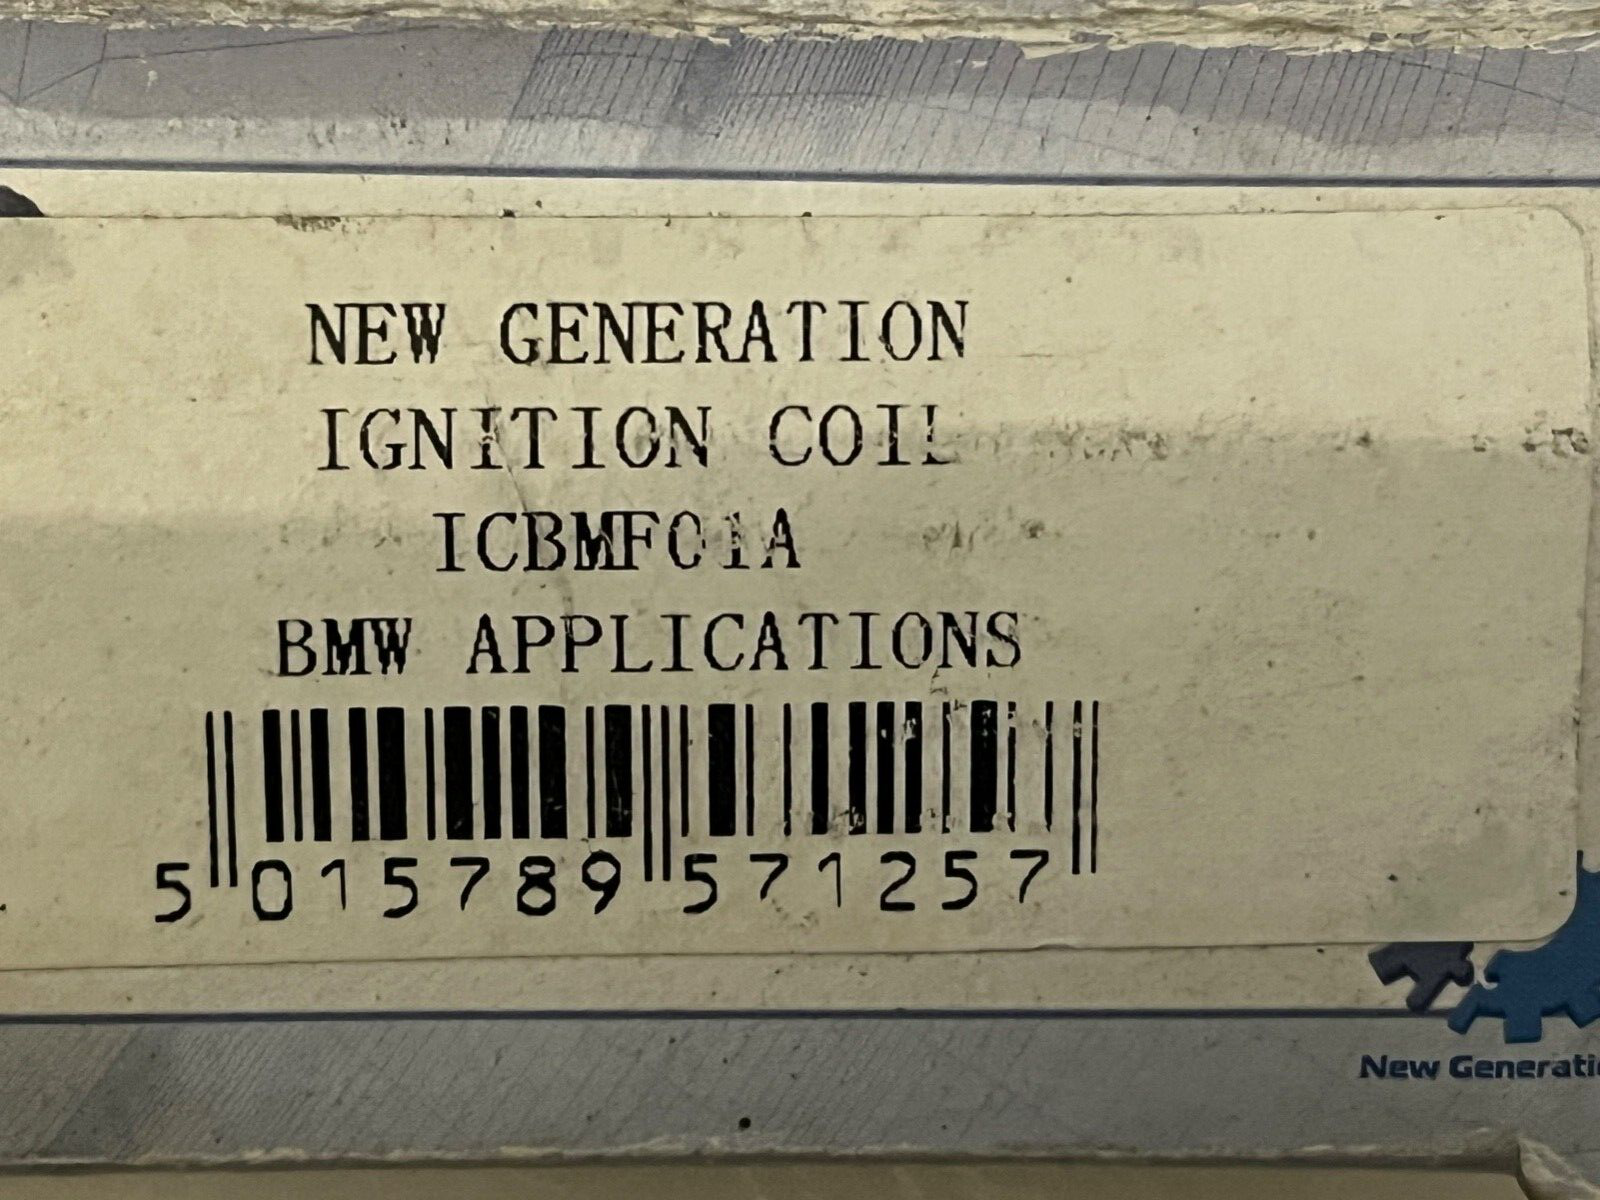 NEW GENERATION
IGNITION COIL
ICBMF01A
BMW APPLICATIONS
5 015789 571257
New Generati